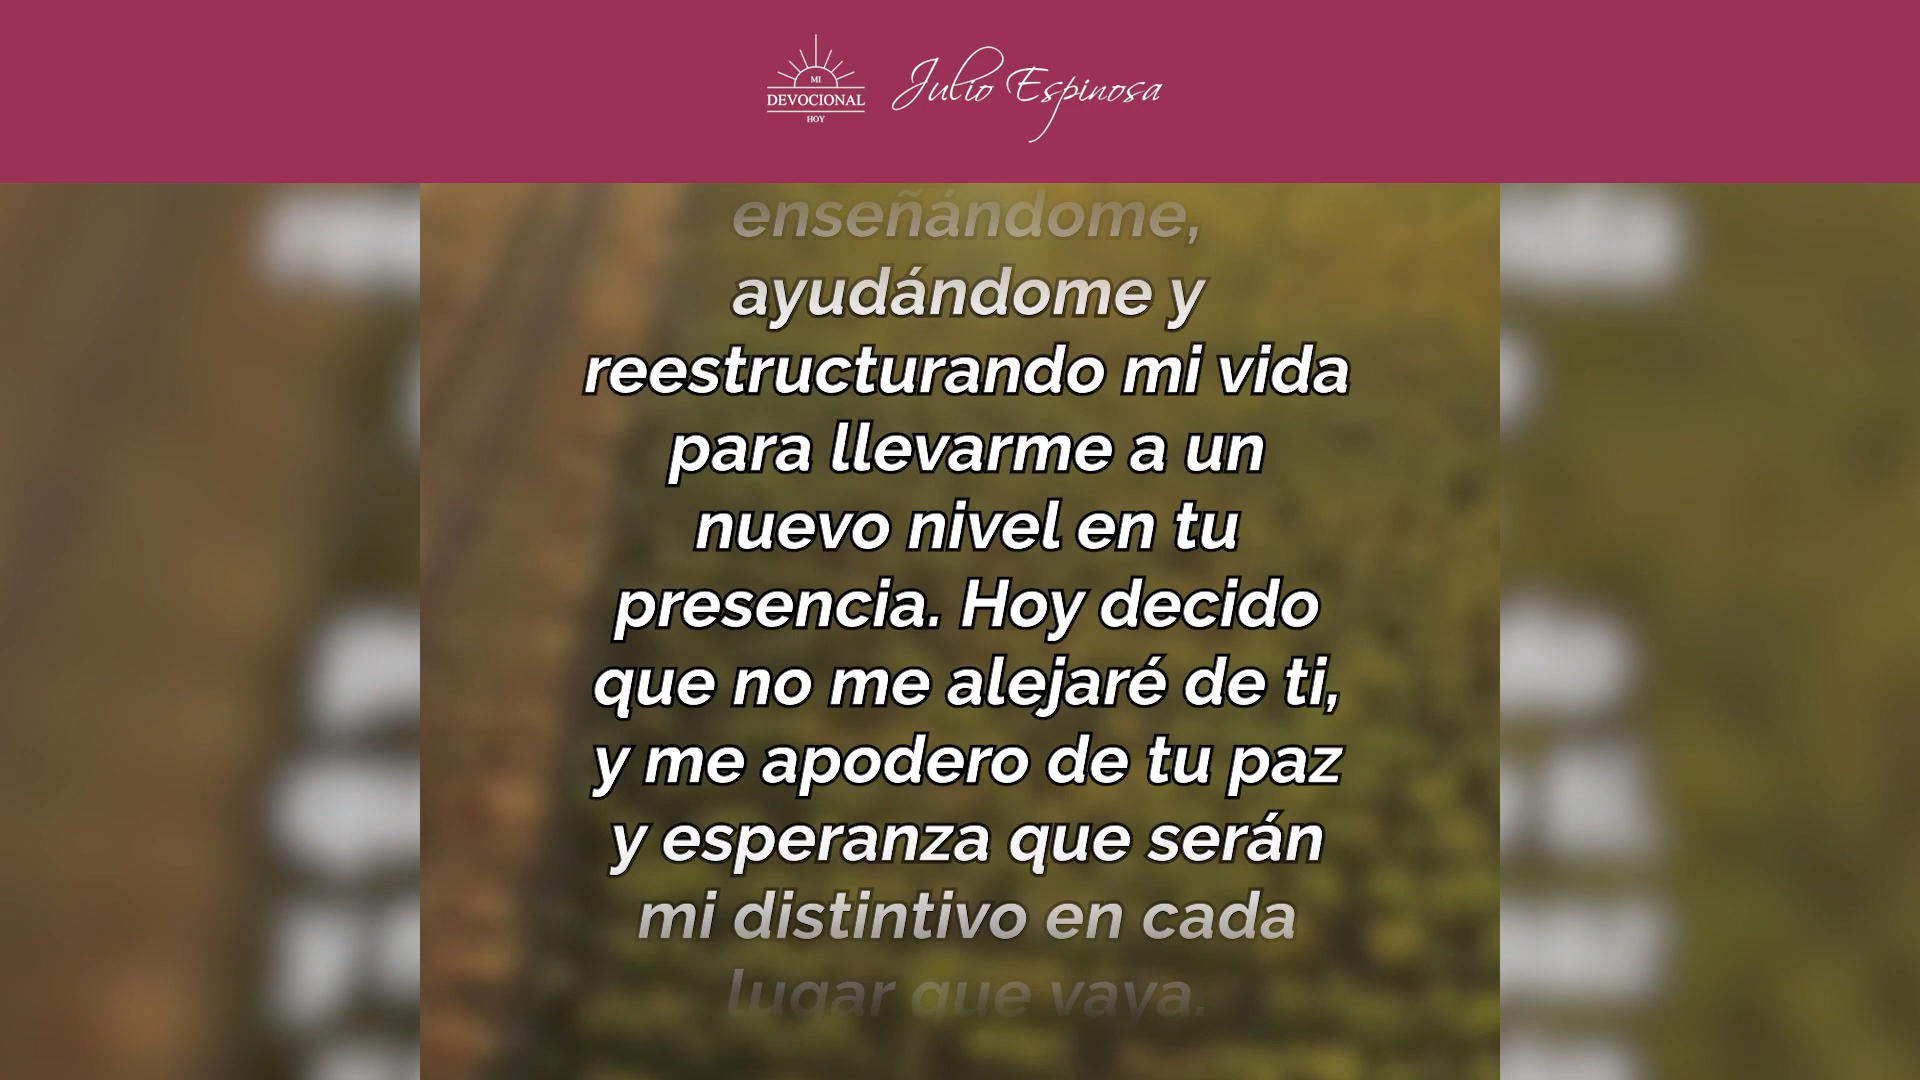 MI
DEVOCIONAL
HOY
Julio Espinosa
enseñándome,
ayudándome y
reestructurando mi vida
para llevarme a un
nuevo nivel en tu
presencia. Hoy decido
que no me alejaré de ti,
y me apodero de tu paz
y esperanza que serán
mi distintivo en cada
lugar que vaya.